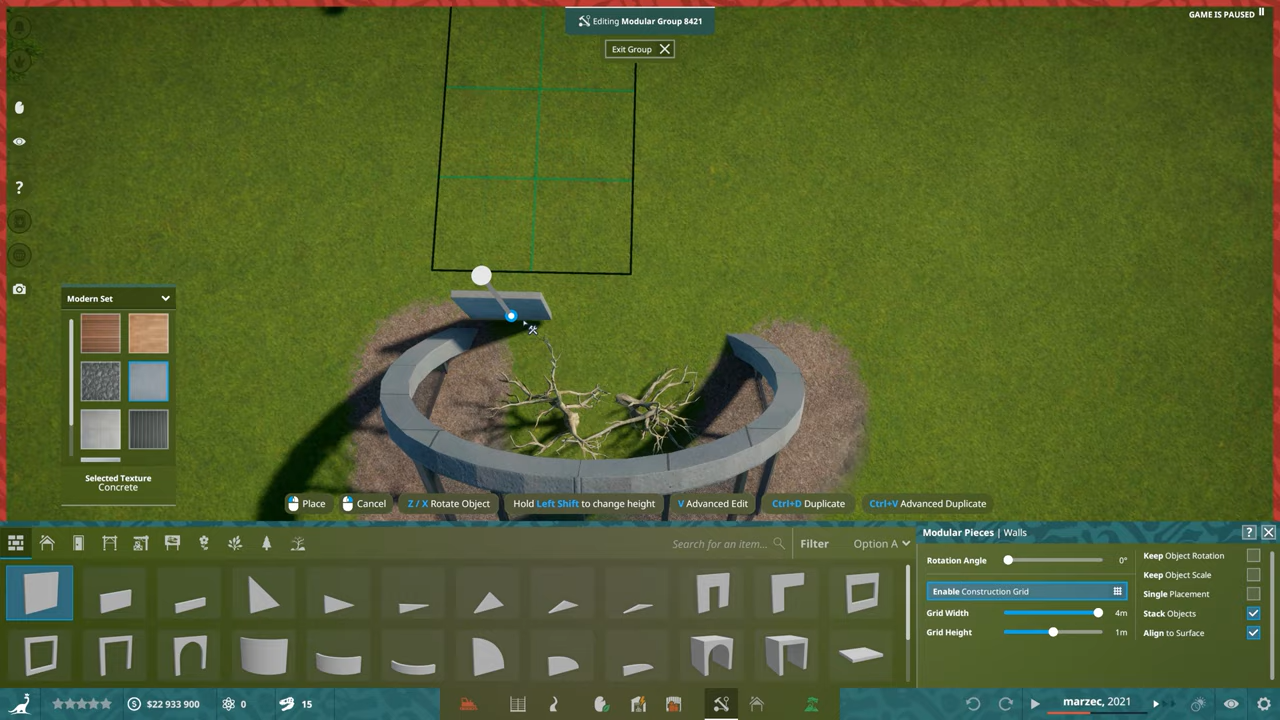 Editing Modular Group 8421
GAME IS PAUSED
Exit Group
?
Modern Set
Selected Texture
Concrete
Place
Cancel
Z / X Rotate Object
Hold Left Shift to change height
V Advanced Edit
Ctrl+D Duplicate
Ctrl+V Advanced Duplicate
Search for an item...
Filter
Option A
Modular Pieces | Walls
?
Rotation Angle
0°
Keep Object Rotation
Keep Object Scale
Enable Construction Grid
Single Placement
Grid Width
4m
Stack Objects
Grid Height
1m
Align to Surface
$22 933 900
0
15
marzec, 2021